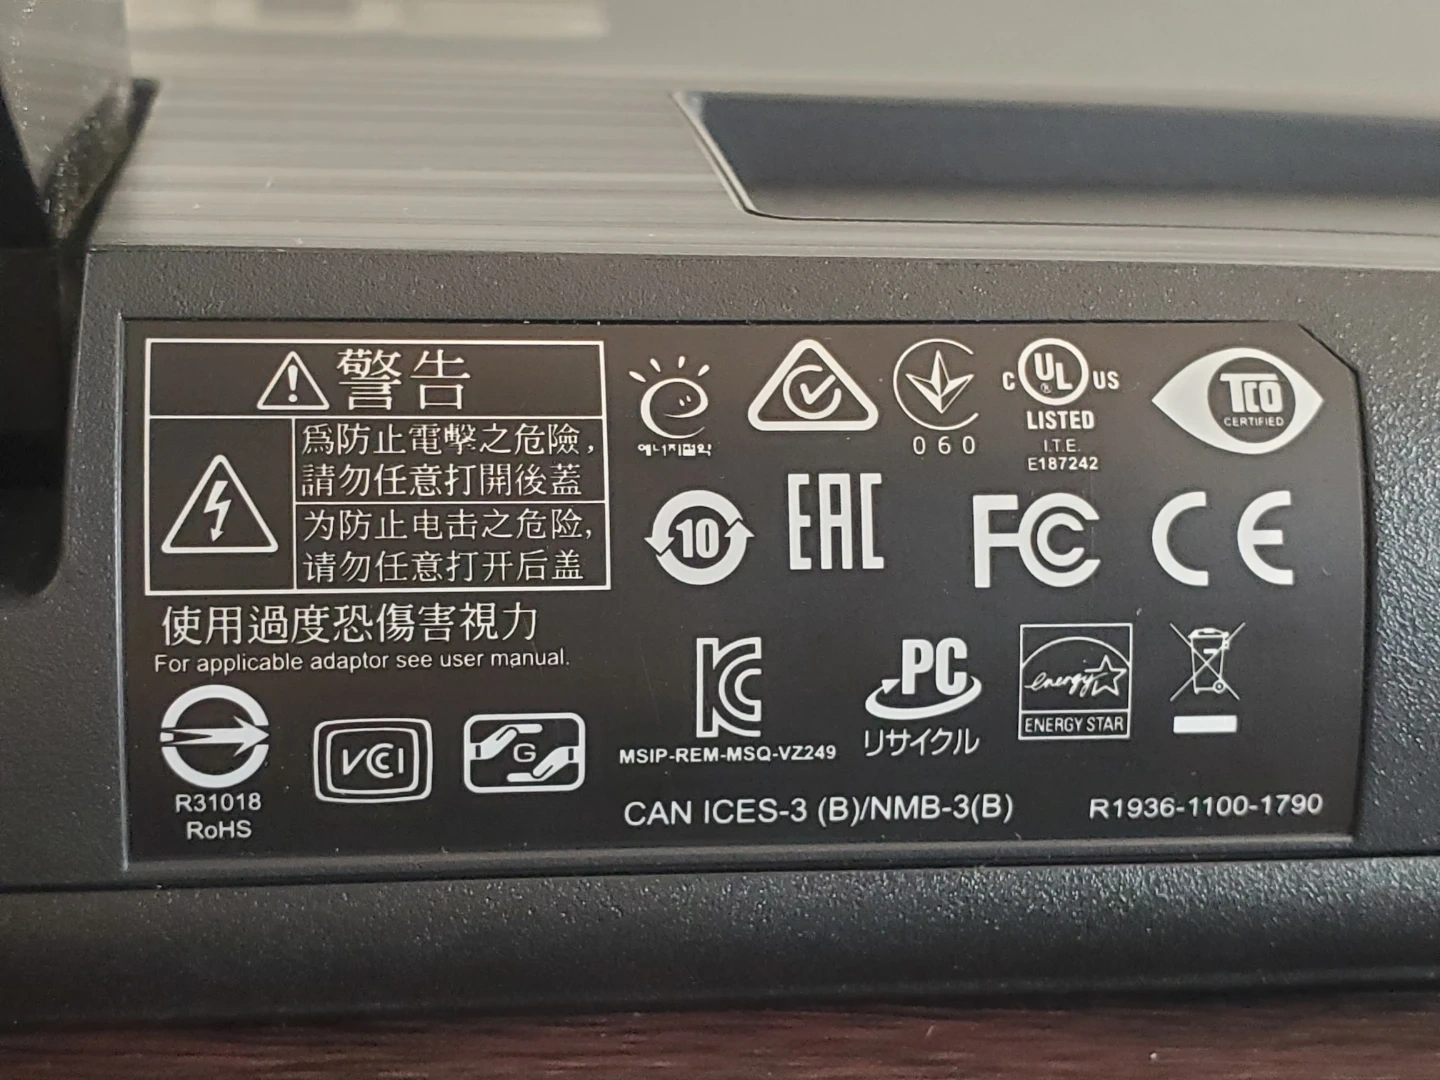 警告
爲防止電擊之危險,
請勿任意打開後蓋
为防止电击之危险,
请勿任意打开后盖
使用過度恐傷害視力
For applicable adaptor see user manual.
R31018
RoHS
VCCI
G
에너지절약
060
C UL US
®
LISTED
I.T.E.
E187242
TCO
CERTIFIED
10
EAC
FCC
CE
KC
MSIP-REM-MSQ-VZ249
PC
リサイクル
energy
ENERGY STAR
CAN ICES-3 (B)/NMB-3(B)
R1936-1100-1790